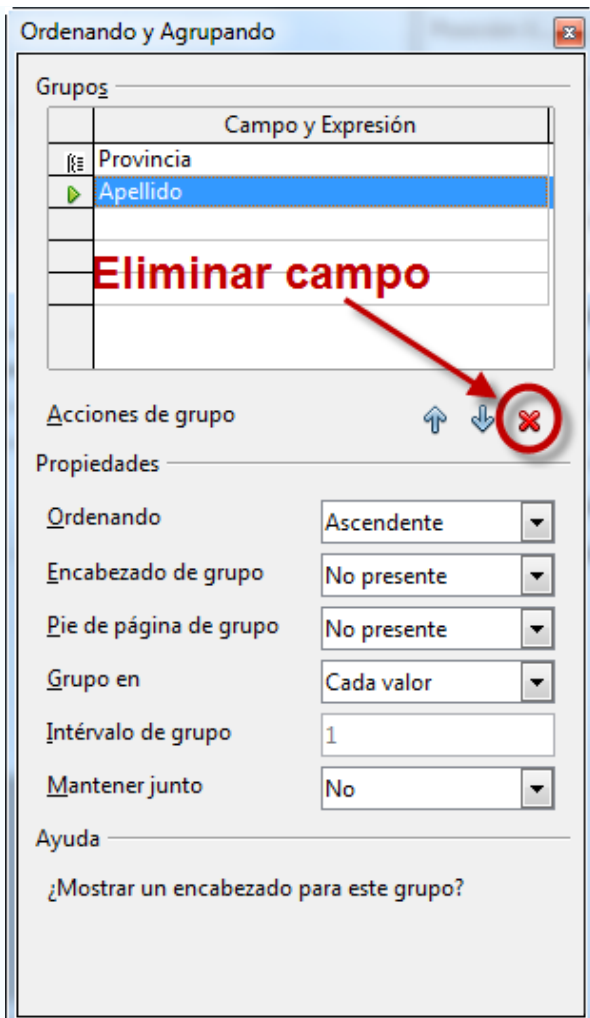 Ordenando y Agrupando
Grupos
Campo y Expresión
Provincia
Apellido
Eliminar campo
Acciones de grupo
Propiedades
Ordenando Ascendente
Encabezado de grupo No presente
Pie de página de grupo No presente
Grupo en Cada valor
Intérvalo de grupo 1
Mantener junto No
Ayuda
¿Mostrar un encabezado para este grupo?